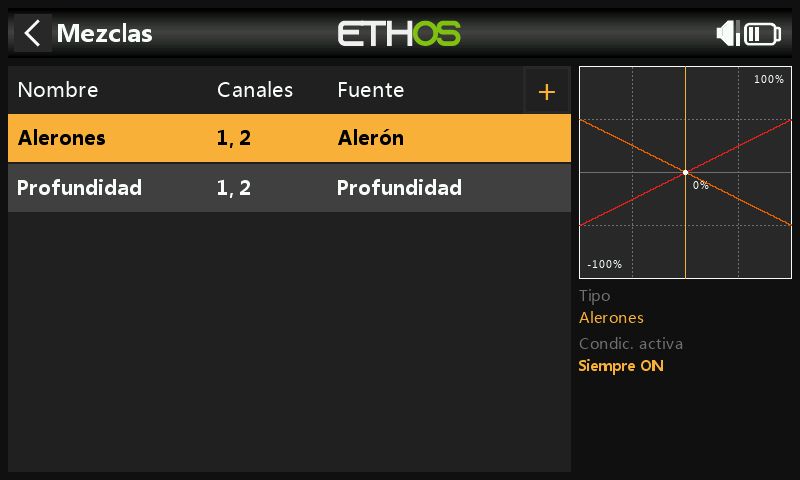 Mezclas
ETHOS
Nombre Canales Fuente +
Alerones 1, 2 Alerón
Profundidad 1, 2 Profundidad
100%
0%
-100%
Tipo
Alerones
Condic. activa
Siempre ON